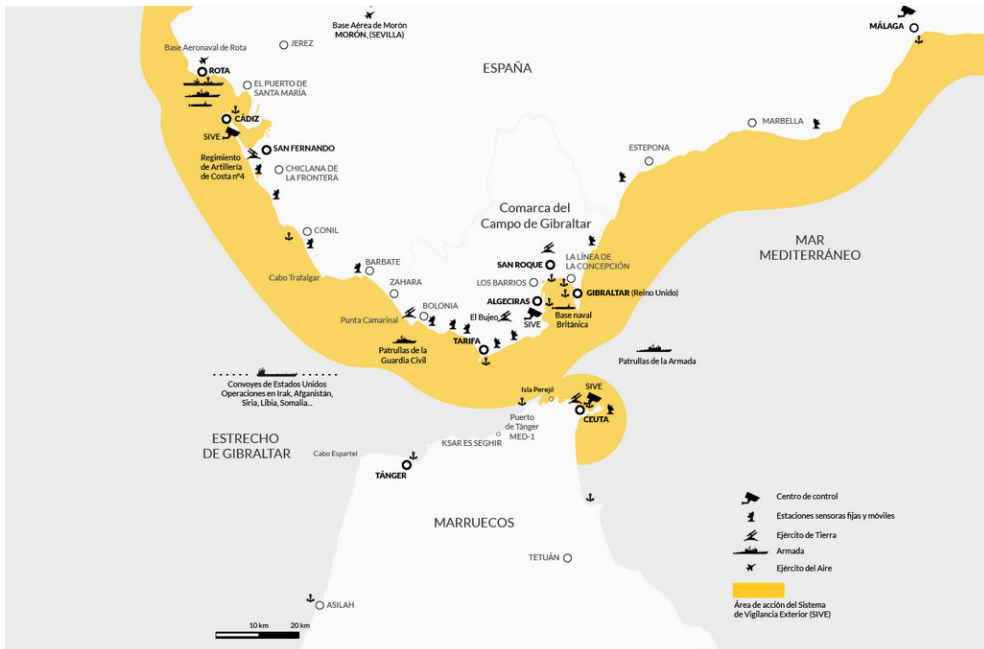 Base Aérea de Morón
MORÓN, (SEVILLA)
MÁLAGA
Base Aeronaval de Rota
JEREZ
ESPAÑA
ROTA
EL PUERTO DE
SANTA MARÍA
CÁDIZ
SIVE
MARBELLA
SAN FERNANDO
ESTEPONA
Regimiento
de Artillería
de Costa nº4
CHICLANA DE
LA FRONTERA
Comarca del
Campo de Gibraltar
CONIL
MAR
MEDITERRÁNEO
BARBATE
SAN ROQUE
LA LÍNEA DE
LA CONCEPCIÓN
Cabo Trafalgar
ZAHARA
LOS BARRIOS
GIBRALTAR (Reino Unido)
ALGECIRAS
BOLONIA
Punta Camarinal
El Bujeo
SIVE
Base naval
Británica
TARIFA
Patrullas de la
Guardia Civil
Patrullas de la Armada
Convoyes de Estados Unidos
Operaciones en Irak, Afganistán,
Siria, Libia, Somalia...
Isla Perejil
SIVE
CEUTA
Puerto
de Tánger
MED-1
ESTRECHO
DE GIBRALTAR
KSAR ES SEGHIR
Cabo Espartel
TÁNGER
MARRUECOS
TETUÁN
ASILAH
10 km
20 km
Centro de control
Estaciones sensoras fijas y móviles
Ejército de Tierra
Armada
Ejército del Aire
Área de acción del Sistema
de Vigilancia Exterior (SIVE)